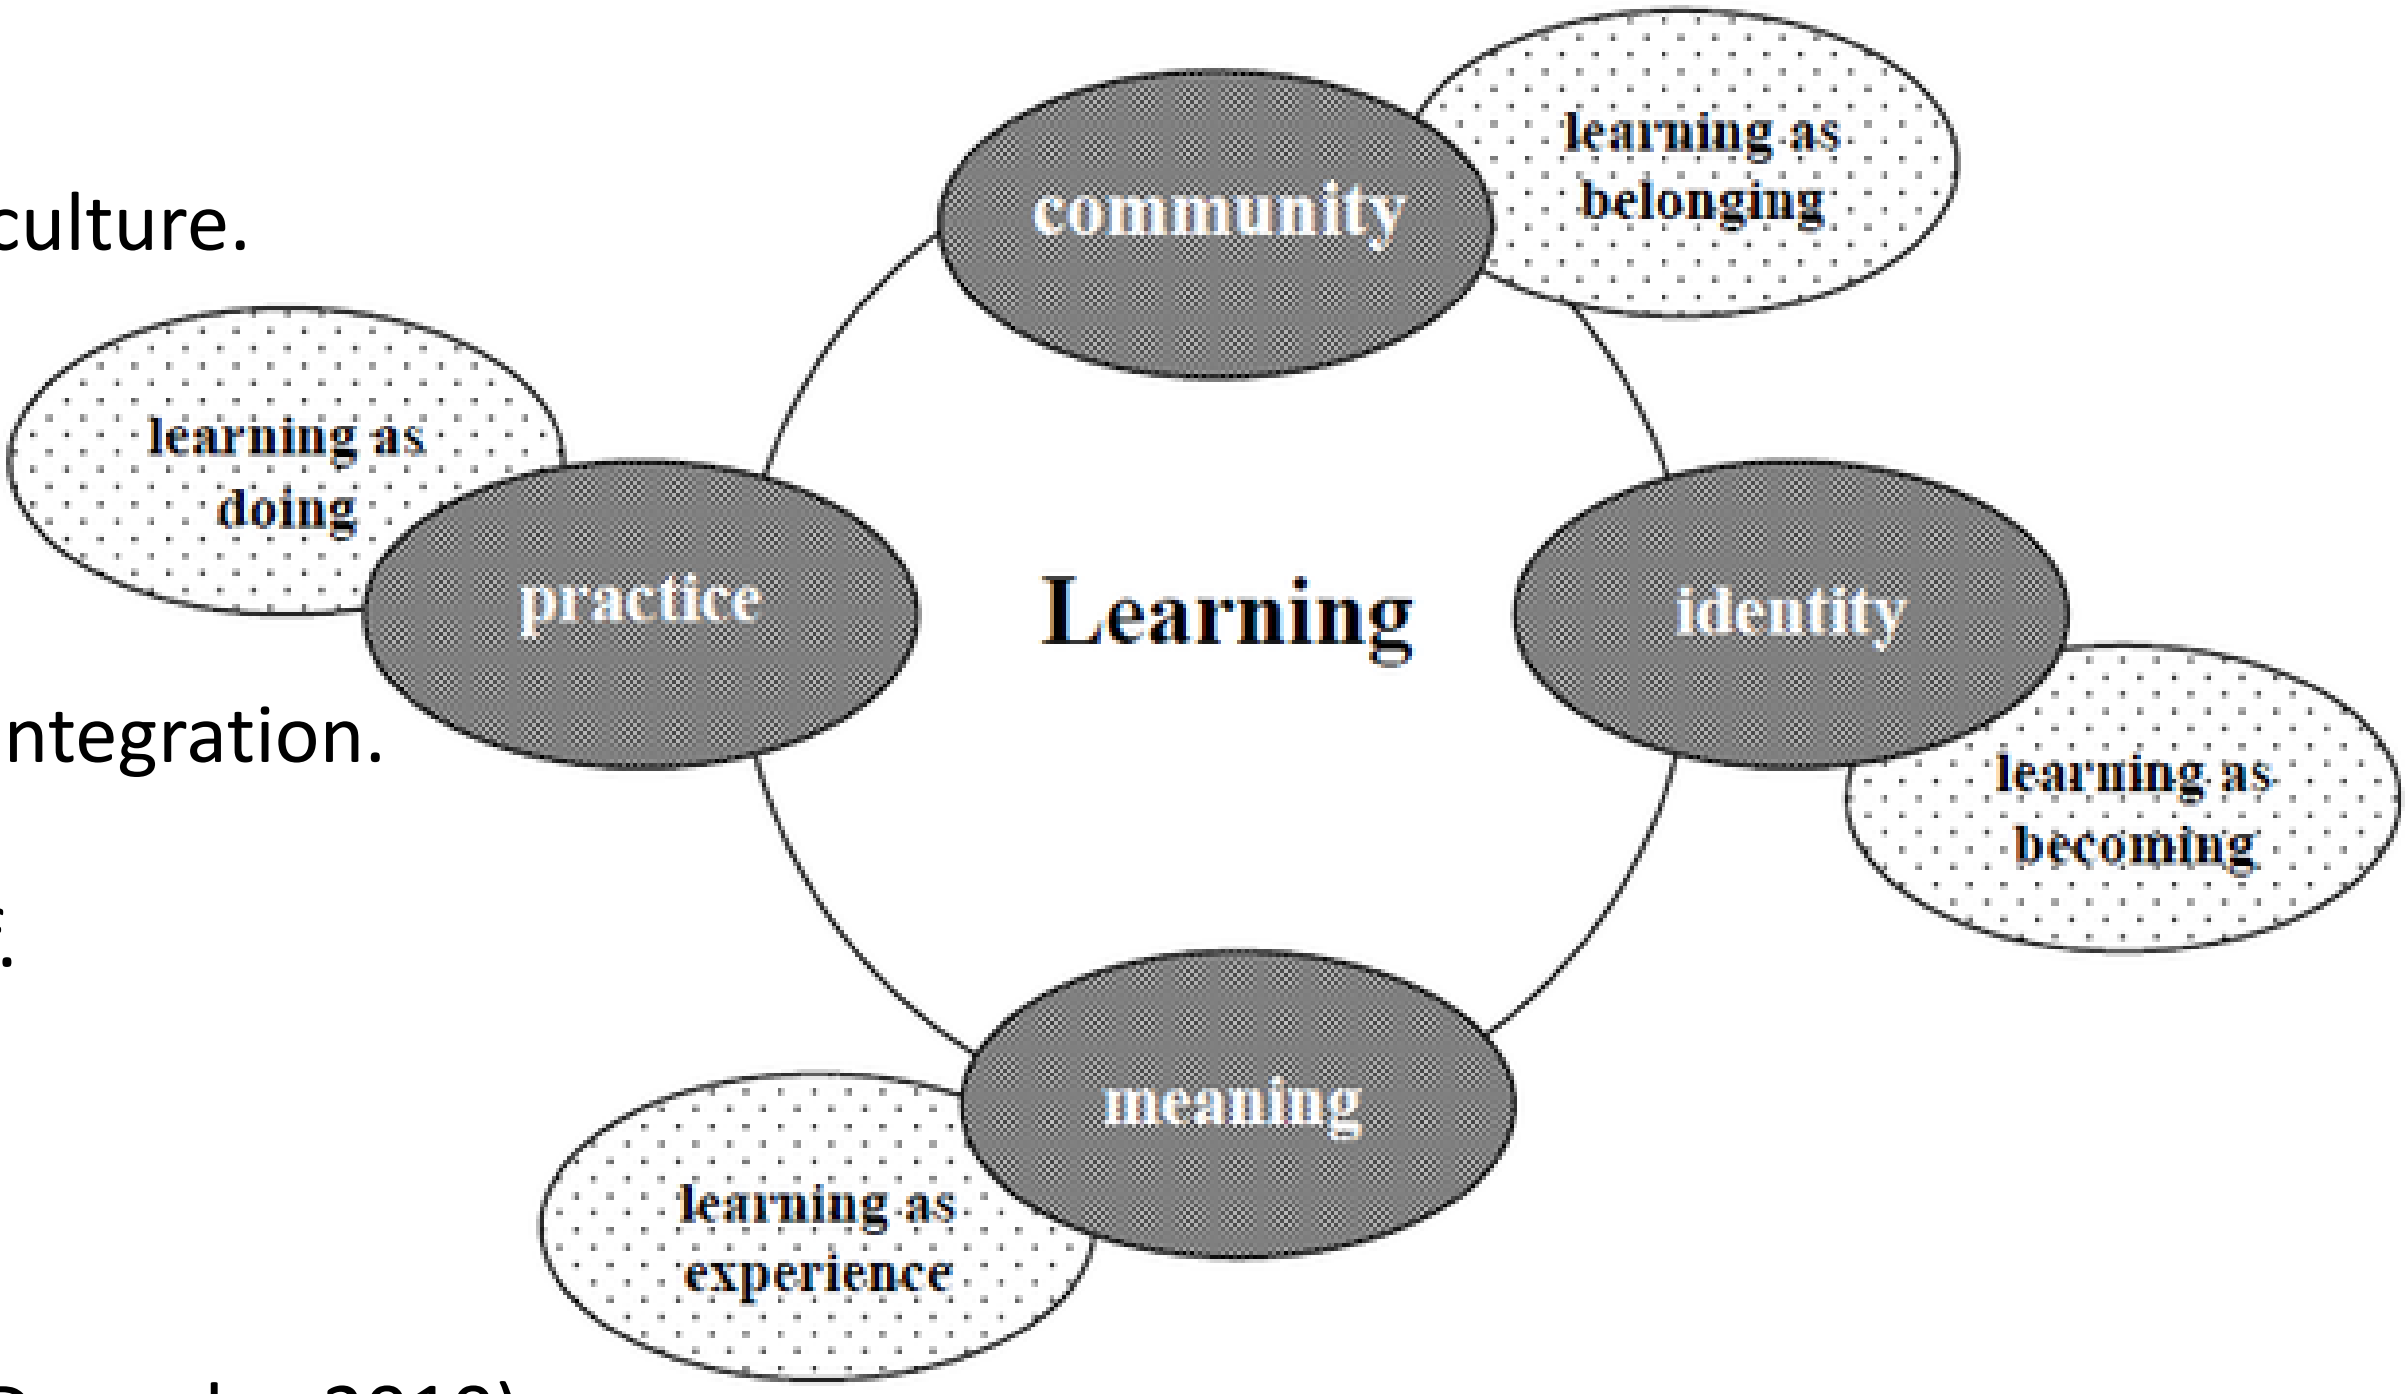 community
learning as
belonging
culture.
learning as
doing
practice
Learning
identity
ntegration.
learning as
becoming
meaning
learning as
experience
2010)